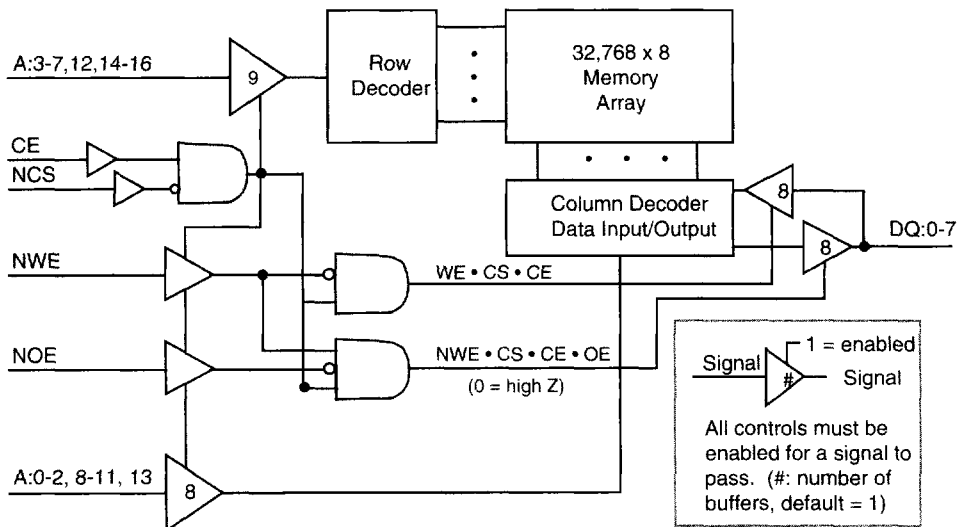 A:3-7,12,14-16
9
Row
Decoder
32,768 x 8
Memory
Array
CE
NCS
Column Decoder
Data Input/Output
8
8
DQ:0-7
NWE
WE • CS • CE
NOE
NWE • CS • CE • OE
(0 = high Z)
A:0-2, 8-11, 13
8
1 = enabled
Signal
#
Signal
All controls must be
enabled for a signal to
pass. (#: number of
buffers, default = 1)